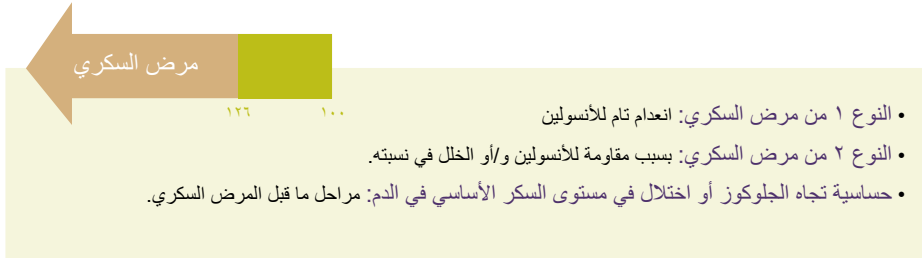 مرض السكري
١٠٠ ١٢٦
• النوع ١ من مرض السكري: انعدام تام للأنسولين
• النوع ٢ من مرض السكري: بسبب مقاومة للأنسولين و/أو الخلل في نسبته.
• حساسية تجاه الجلوكوز أو اختلال في مستوى السكر الأساسي في الدم: مراحل ما قبل المرض السكري.